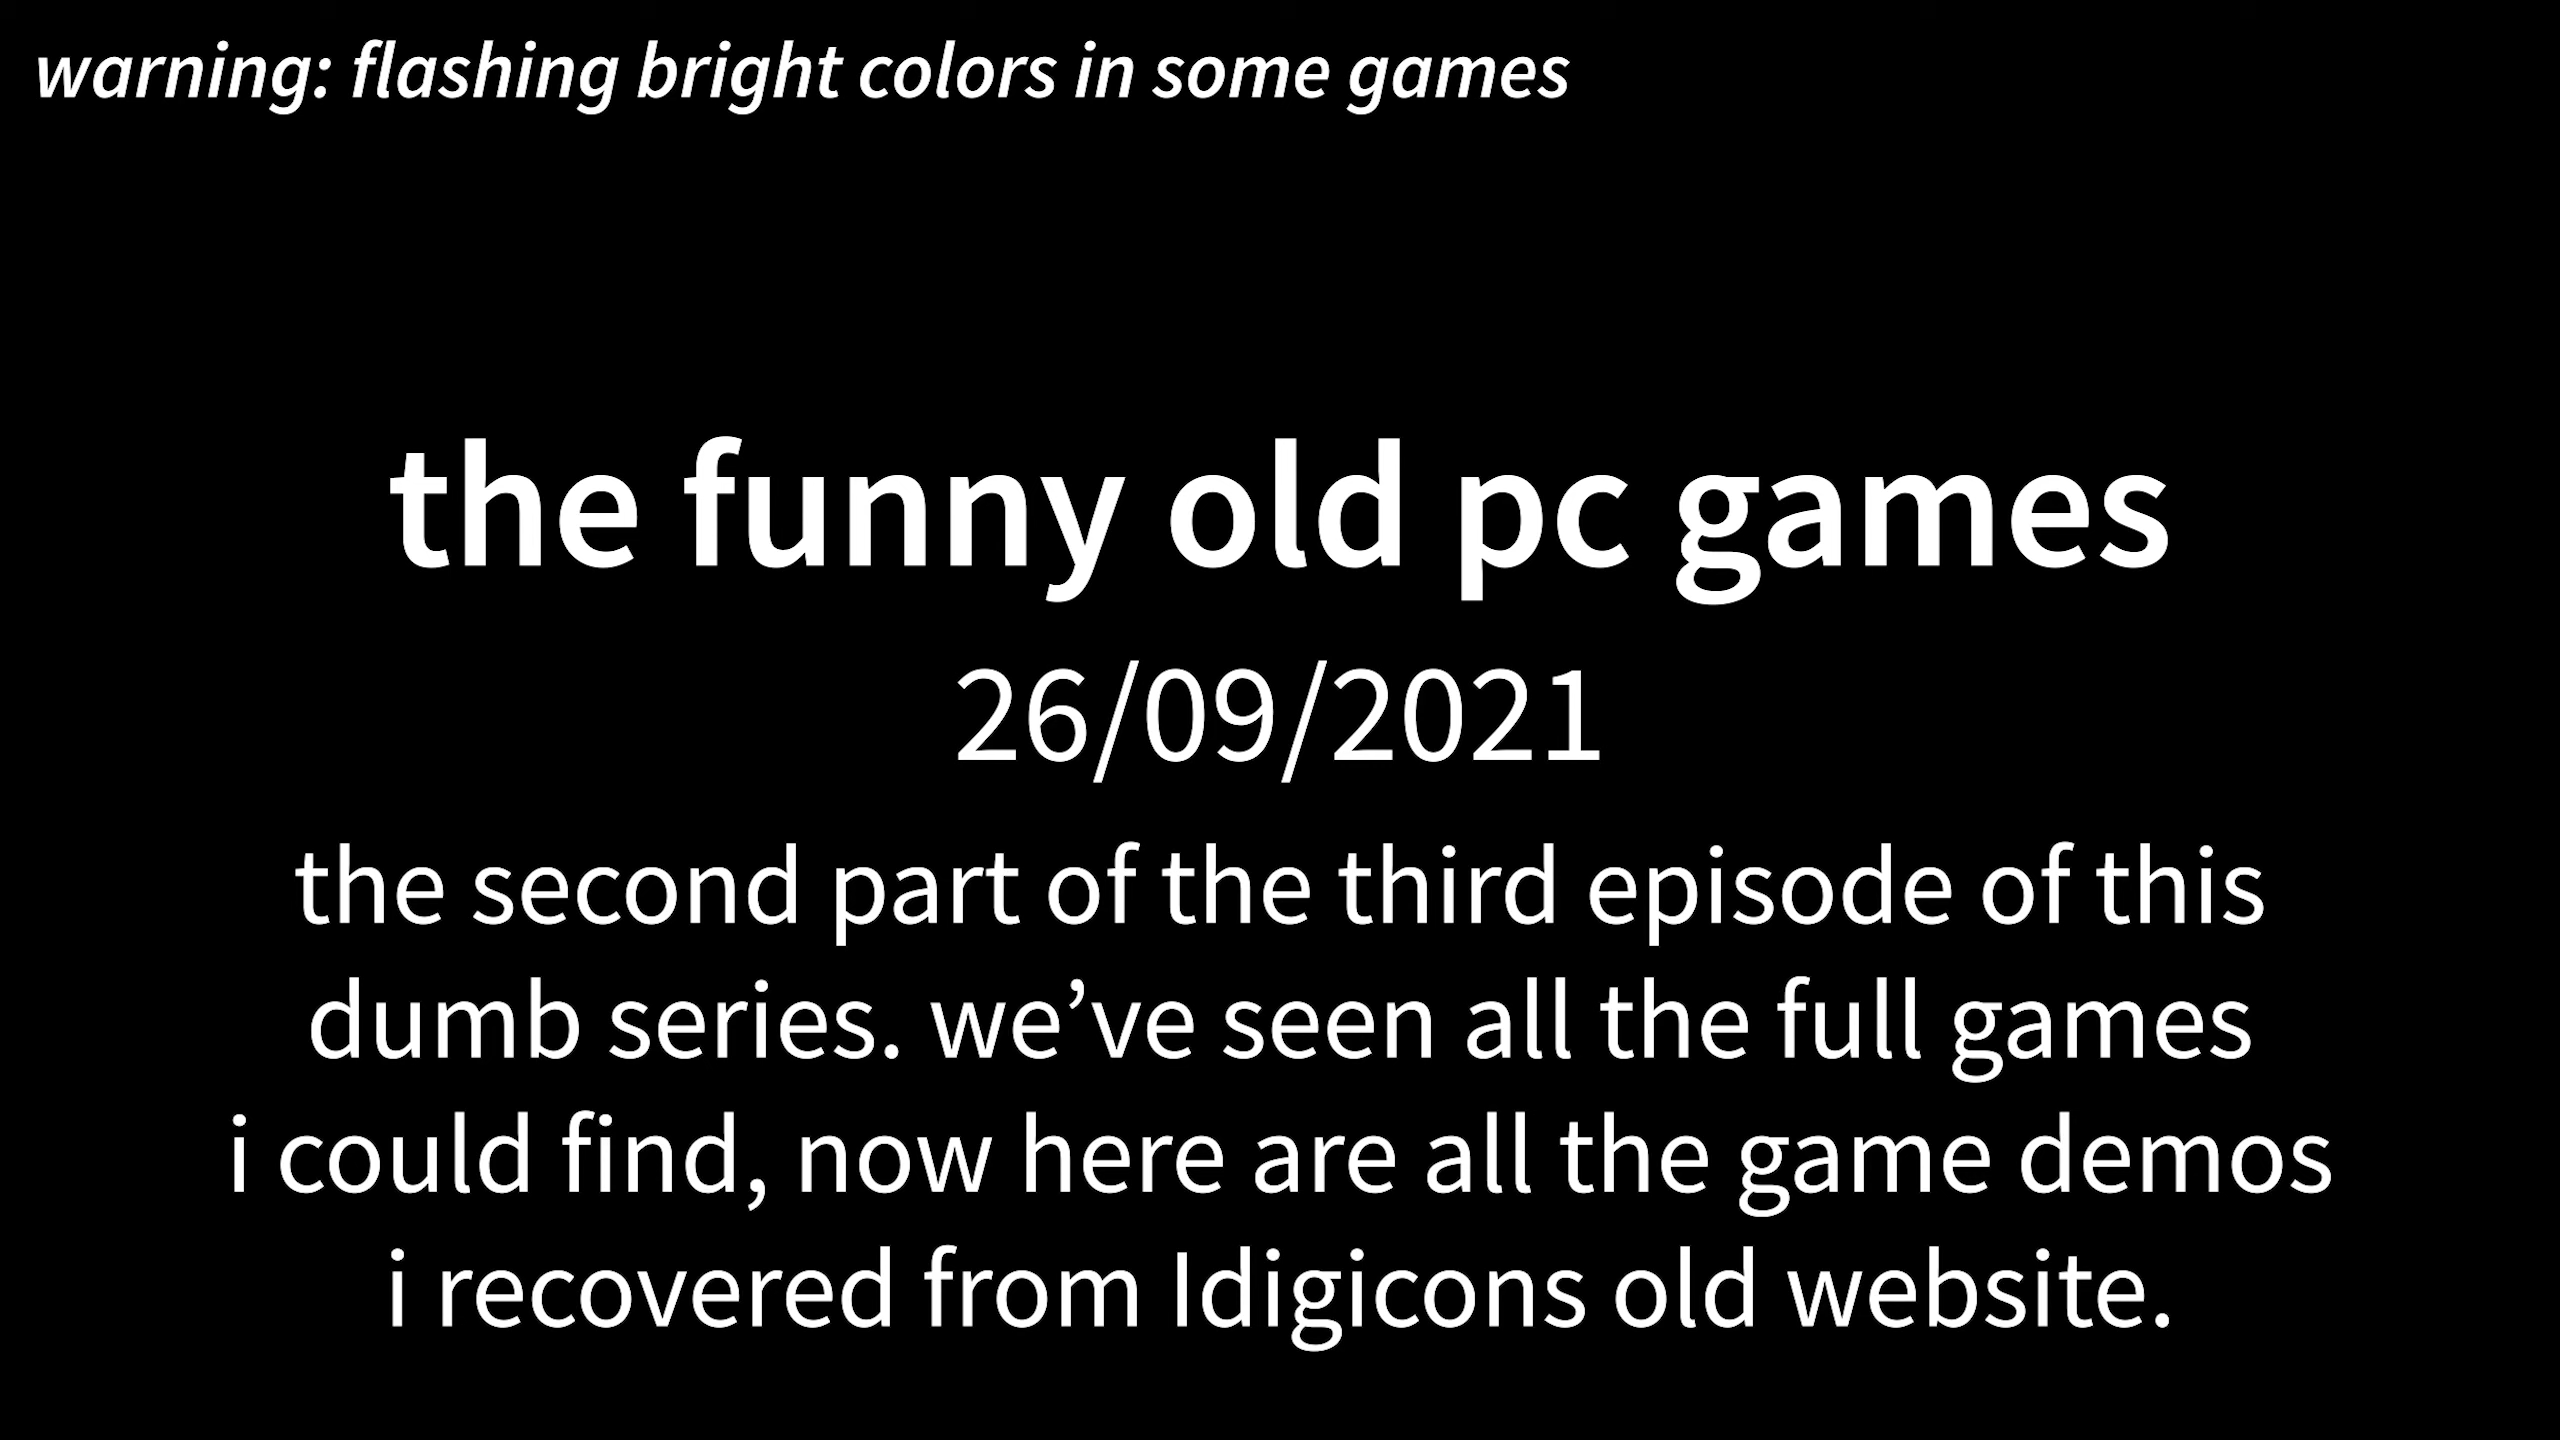 warning: flashing bright colors in some games
the funny old pc games
26/09/2021
the second part of the third episode of this
dumb series. we’ve seen all the full games
i could find, now here are all the game demos
i recovered from Idigicons old website.